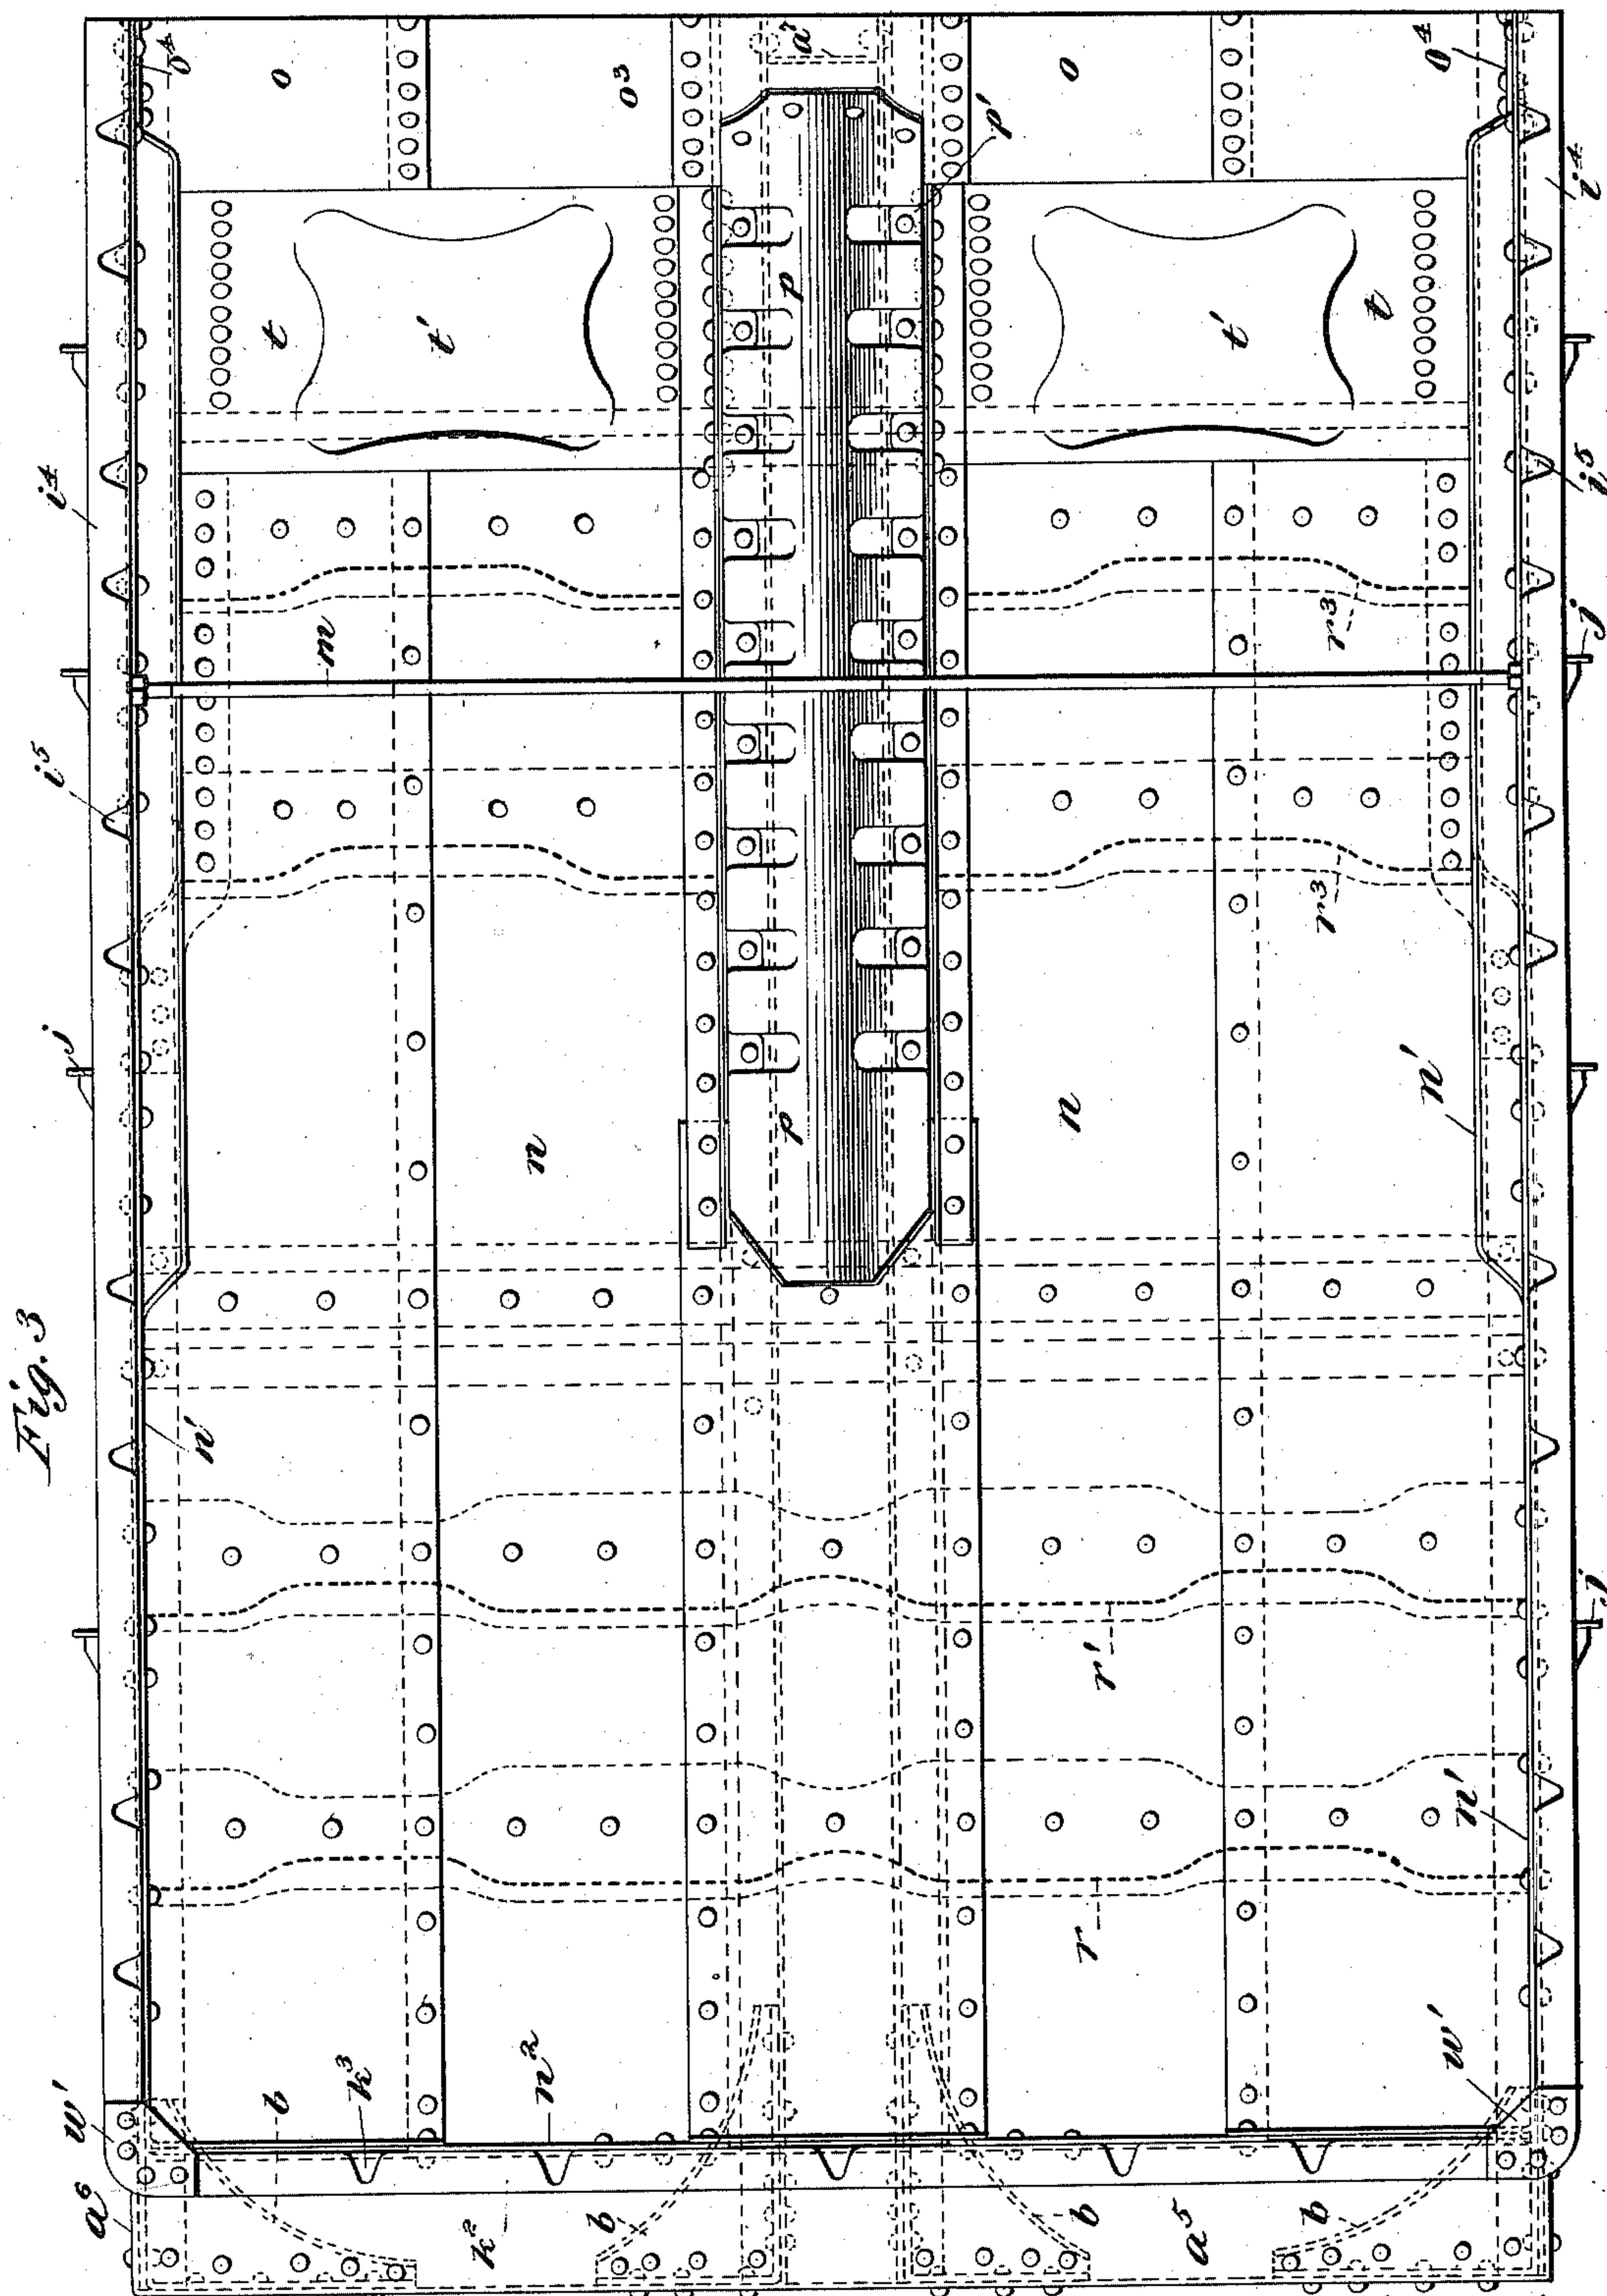 Fig. 3
o⁴
o
o³
a⁷
o
o⁴
p'
i⁴
t
t'
p
t'
t
i⁴
i⁵
m
r³
j
i⁵
r³
j
n
p
n
n'
n'
j
r'
n'
r
w'
b
k³
n²
w'
a⁶
k²
b
b
a⁵
b